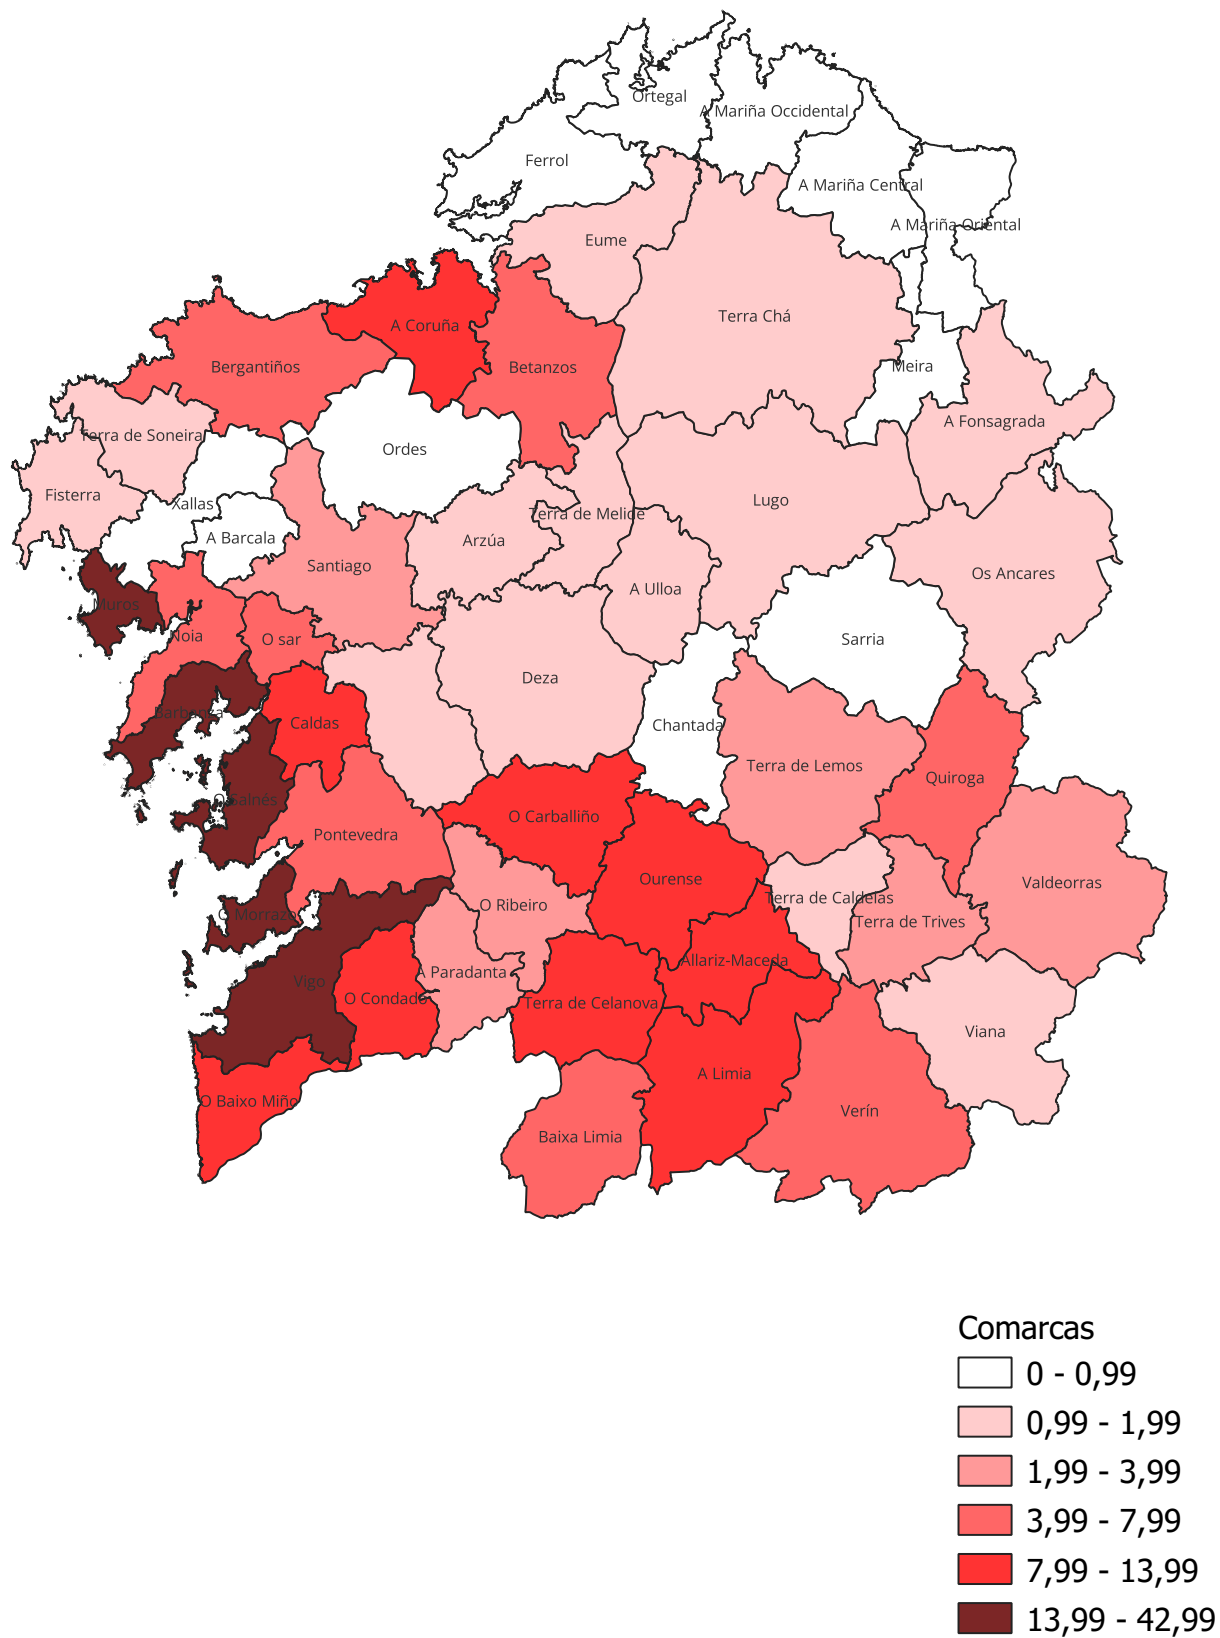 Ortegal
A Mariña Occidental
Ferrol
A Mariña Central
A Mariña Oriental
Eume
Terra Chá
A Coruña
Bergantiños
Betanzos
Meira
A Fonsagrada
Terra de Soneira
Ordes
Fisterra
Xallas
Lugo
Terra de Melide
A Barcala
Arzúa
Santiago
Os Ancares
A Ulloa
Muros
Noia
O sar
Sarria
Deza
Barbanza
Caldas
Chantada
Terra de Lemos
Quiroga
O Salnés
O Carballiño
Pontevedra
Ourense
Valdeorras
Terra de Caldelas
O Ribeiro
O Morrazo
Terra de Trives
Allariz-Maceda
A Paradanta
Vigo
O Condado
Terra de Celanova
Viana
A Limia
O Baixo Miño
Verín
Baixa Limia
Comarcas
0 - 0,99
0,99 - 1,99
1,99 - 3,99
3,99 - 7,99
7,99 - 13,99
13,99 - 42,99